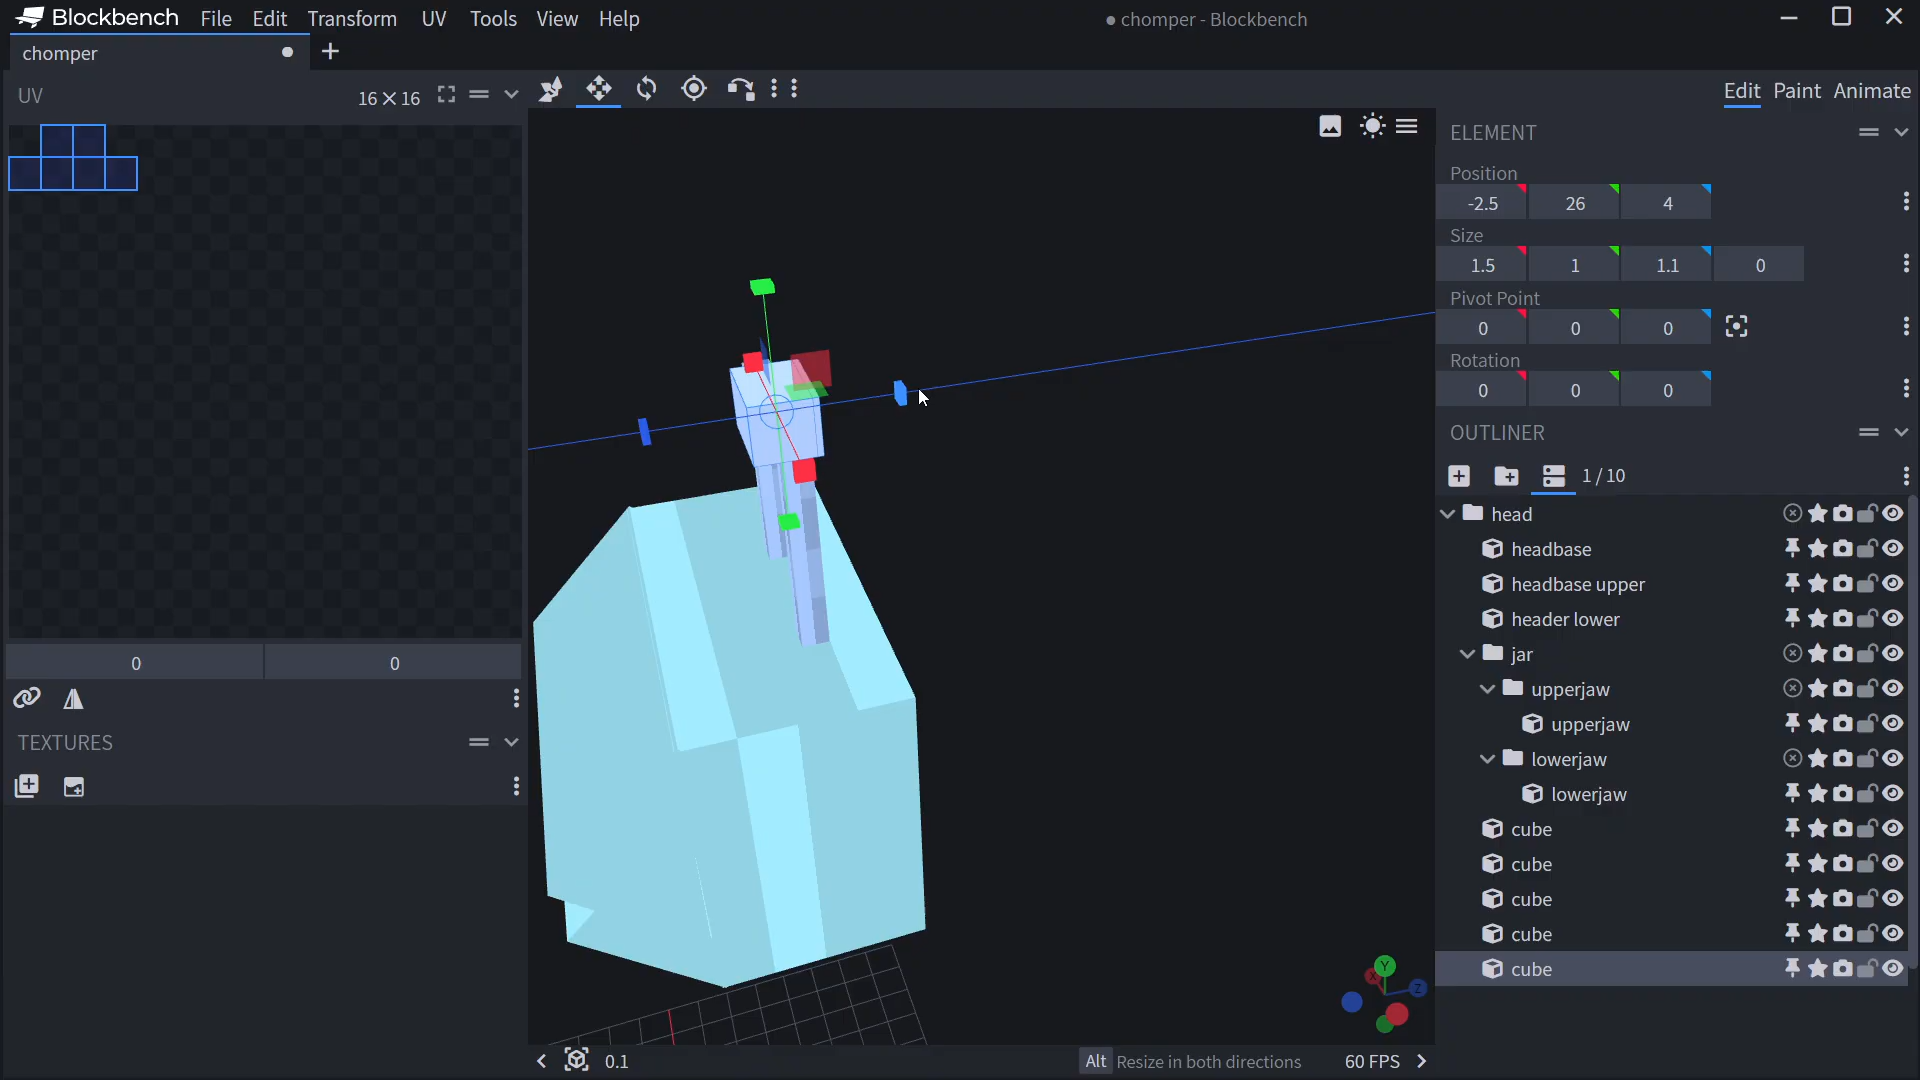 Blockbench File Edit Transform UV Tools View Help
● chomper - Blockbench
chomper
UV
16×16
Edit Paint Animate
ELEMENT
Position
-2.5 26 4
Size
1.5 1 1.1 0
Pivot Point
0 0 0
Rotation
0 0 0
OUTLINER
1 / 10
head
headbase
headbase upper
header lower
jar
upperjaw
upperjaw
lowerjaw
lowerjaw
cube
cube
cube
cube
cube
0 0
TEXTURES
X
Y
Z
0.1
Alt Resize in both directions
60 FPS